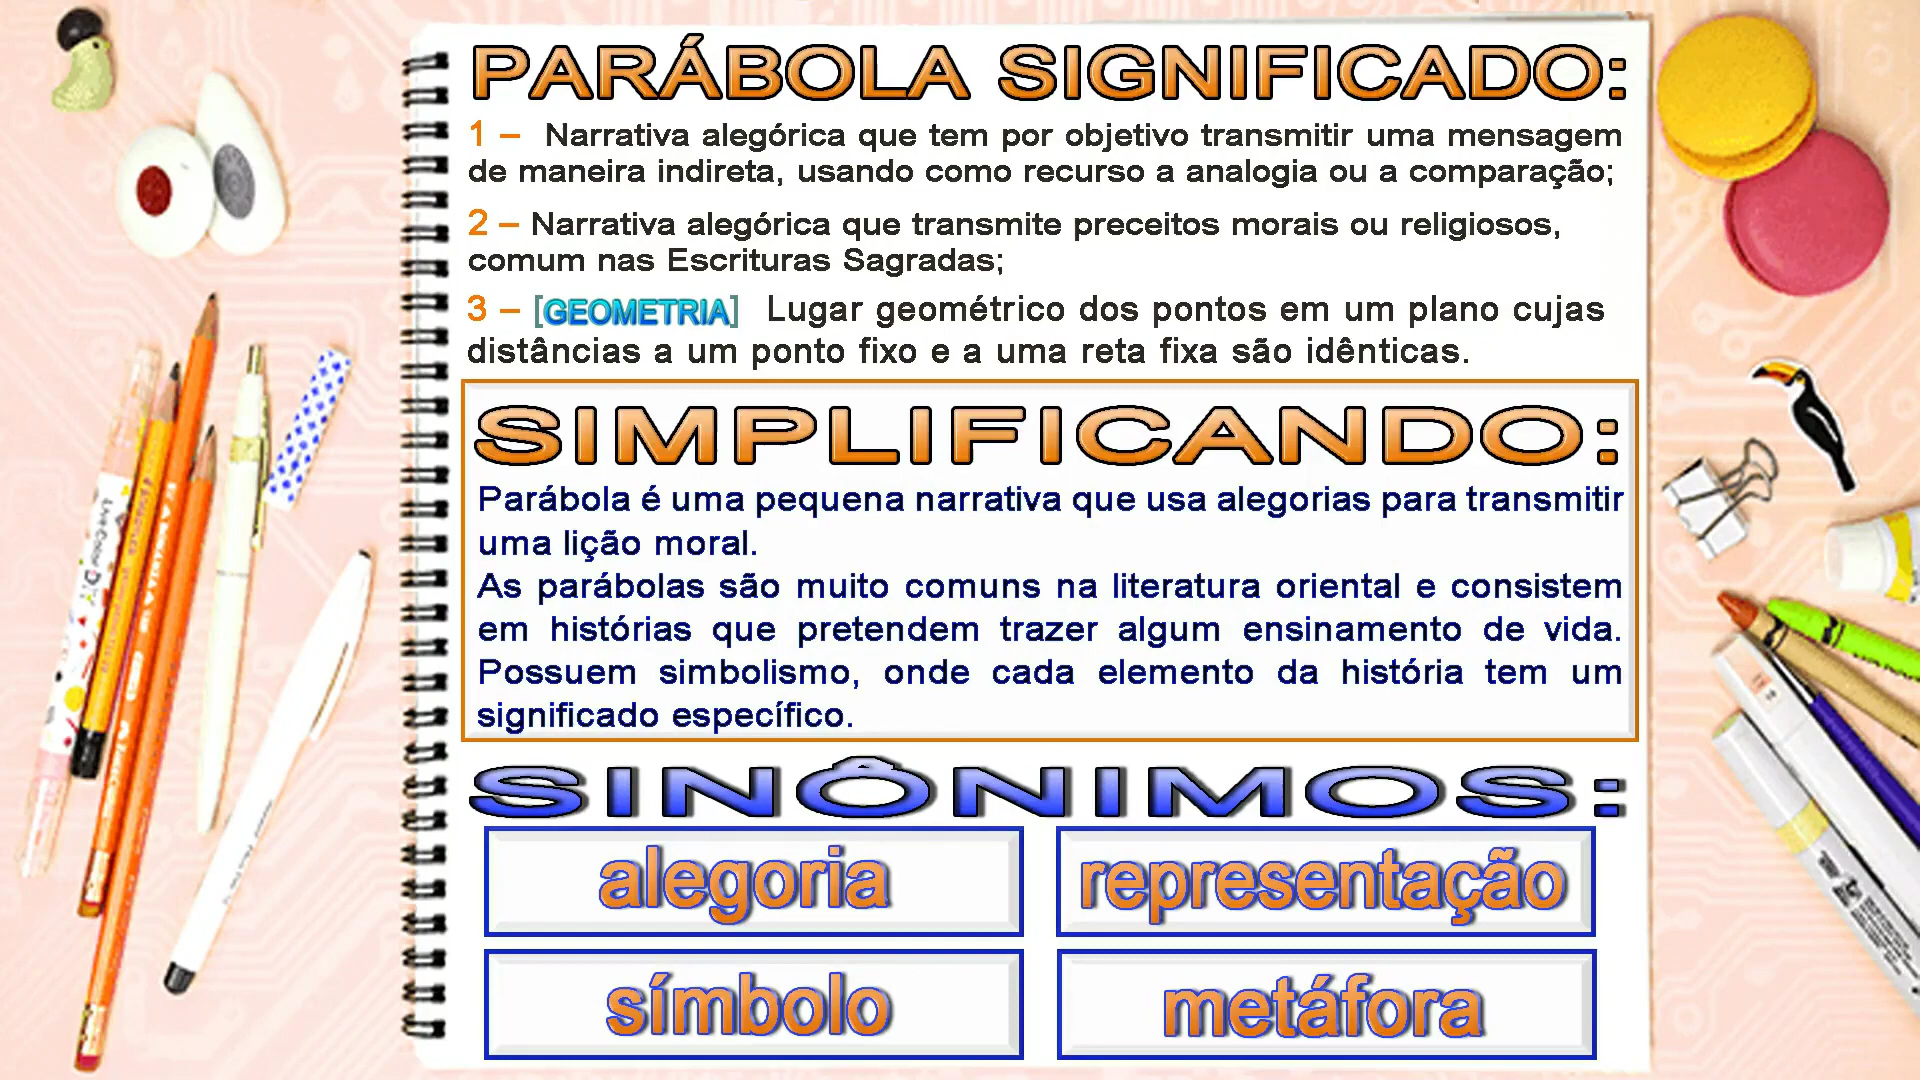 PARÁBOLA SIGNIFICADO:
1 – Narrativa alegórica que tem por objetivo transmitir uma mensagem
de maneira indireta, usando como recurso a analogia ou a comparação;
2 – Narrativa alegórica que transmite preceitos morais ou religiosos,
comum nas Escrituras Sagradas;
3 – [GEOMETRIA] Lugar geométrico dos pontos em um plano cujas
distâncias a um ponto fixo e a uma reta fixa são idênticas.
SIMPLIFICANDO:
Parábola é uma pequena narrativa que usa alegorias para transmitir
uma lição moral.
As parábolas são muito comuns na literatura oriental e consistem
em histórias que pretendem trazer algum ensinamento de vida.
Possuem simbolismo, onde cada elemento da história tem um
significado específico.
SINÔNIMOS:
alegoria
representação
símbolo
metáfora